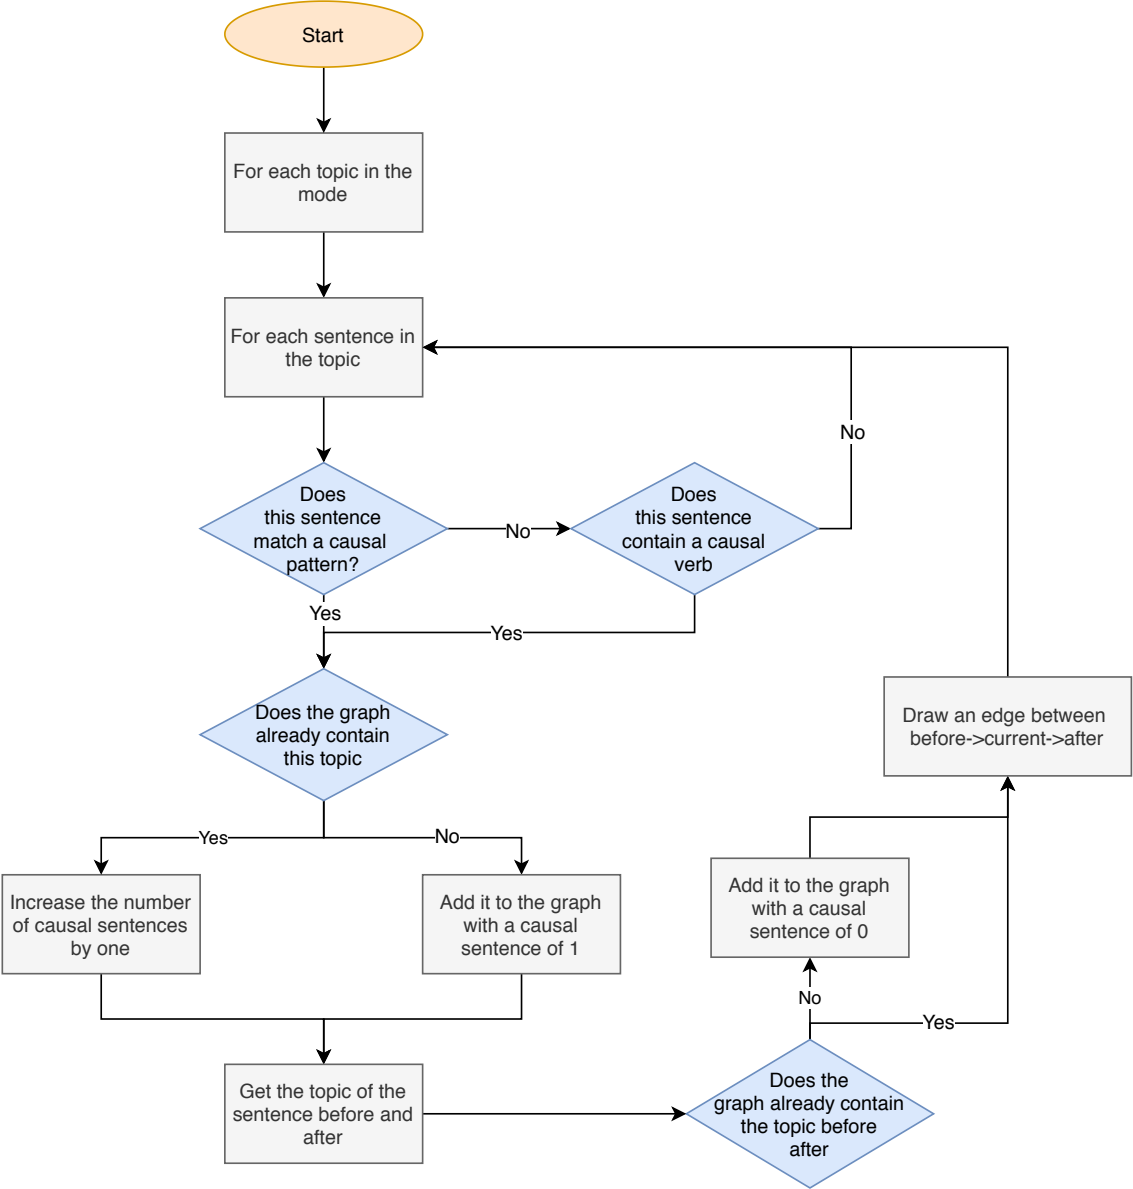 Start
For each topic in the
mode
For each sentence in
the topic
No
Does
this sentence
match a causal
pattern?
No
Does
this sentence
contain a causal
verb
Yes
Yes
Does the graph
already contain
this topic
Draw an edge between
before->current->after
Yes
No
Increase the number
of causal sentences
by one
Add it to the graph
with a causal
sentence of 1
Add it to the graph
with a causal
sentence of 0
No
Yes
Get the topic of the
sentence before and
after
Does the
graph already contain
the topic before
after